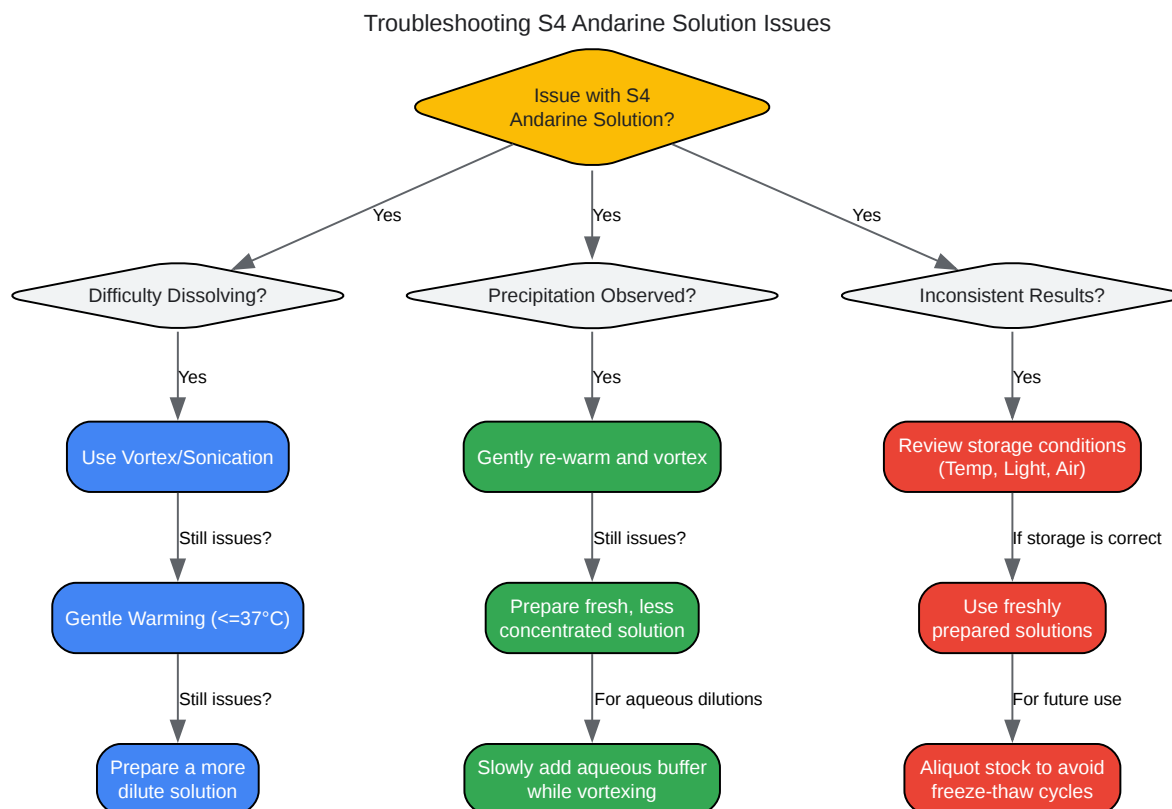 Troubleshooting S4 Andarine Solution Issues
Issue with S4
Andarine Solution?
Yes
Yes
Yes
Difficulty Dissolving?
Precipitation Observed?
Inconsistent Results?
Yes
Yes
Yes
Use Vortex/Sonication
Gently re-warm and vortex
Review storage conditions
(Temp, Light, Air)
Still issues?
Still issues?
If storage is correct
Gentle Warming (<=37°C)
Prepare fresh, less
concentrated solution
Use freshly
prepared solutions
Still issues?
For aqueous dilutions
For future use
Prepare a more
dilute solution
Slowly add aqueous buffer
while vortexing
Aliquot stock to avoid
freeze-thaw cycles